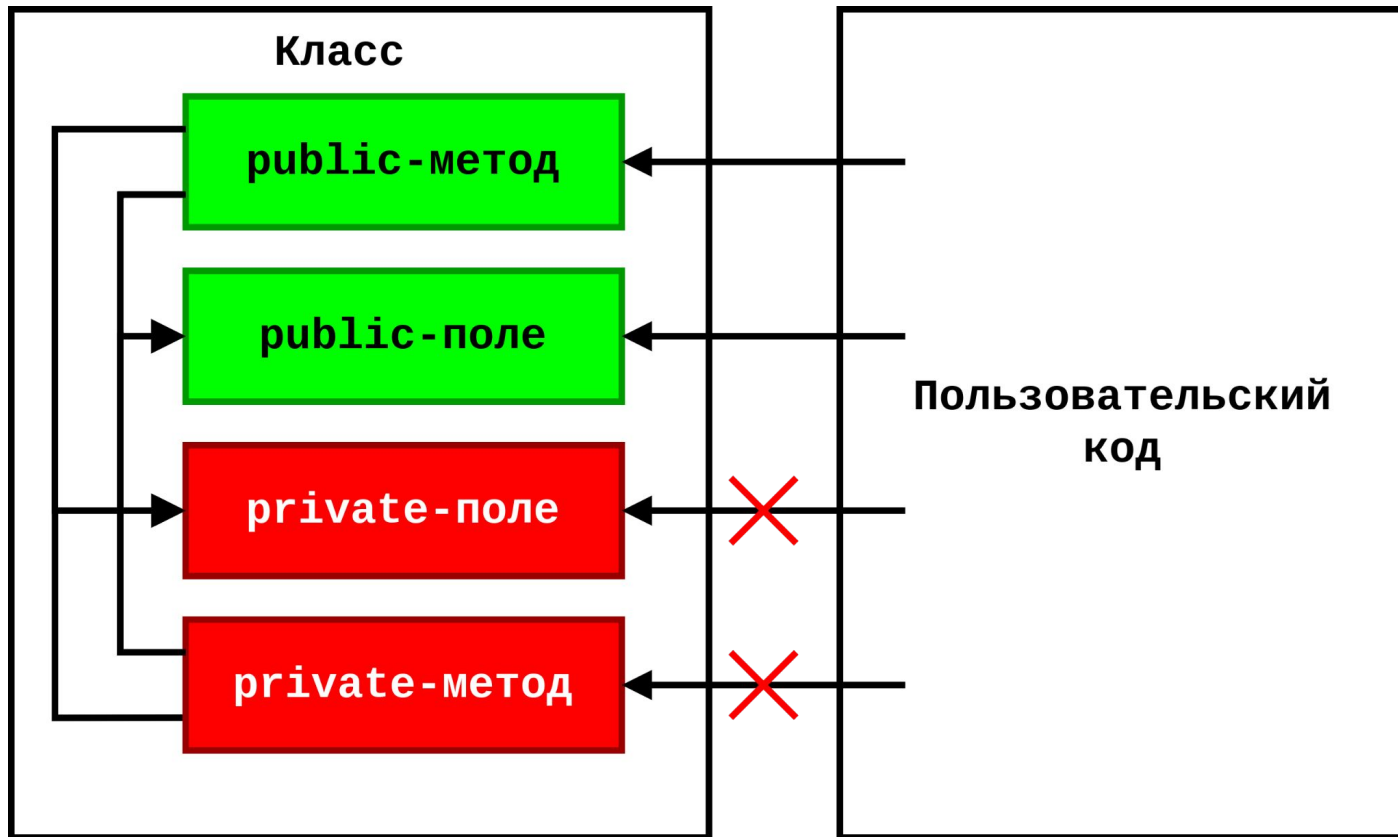 Класс
public-метод
public-поле
private-поле
private-метод
Пользовательский
код